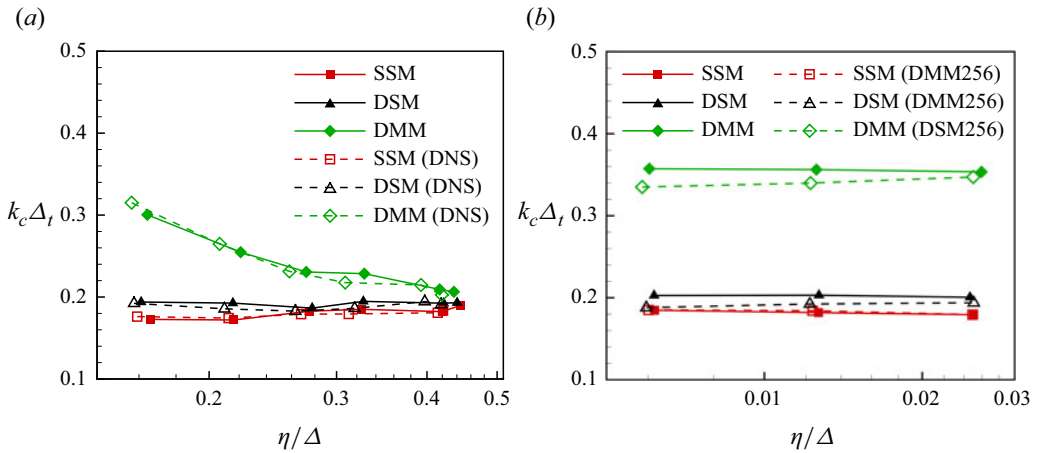 (a)
0.5
0.4
0.3
0.2
0.1
k_cΔ_t
SSM
DSM
DMM
SSM (DNS)
DSM (DNS)
DMM (DNS)
0.2 0.3 0.4 0.5
η/Δ
(b)
0.5
0.4
0.3
0.2
0.1
k_cΔ_t
SSM SSM (DMM256)
DSM DSM (DMM256)
DMM DMM (DSM256)
0.01 0.02 0.03
η/Δ